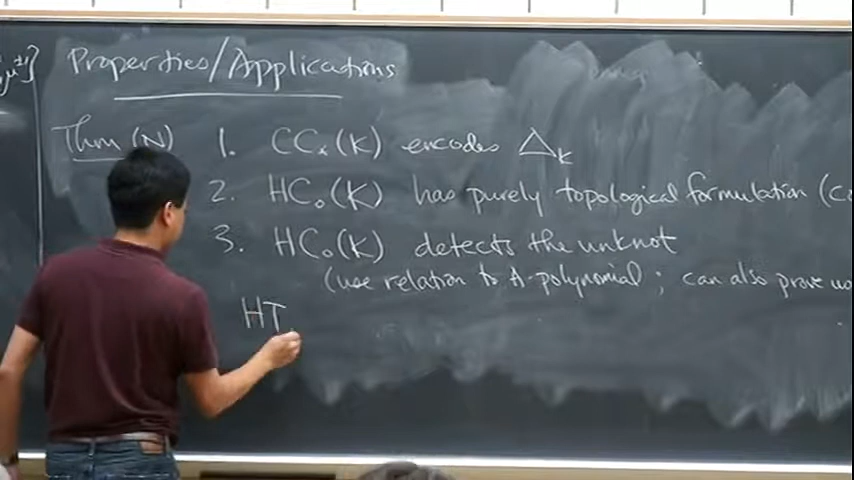 Properties/Applications
Thm (N) 1. CC*(K) encodes Δ_K
2. HC₀(K) has purely topological formulation
3. HC₀(K) detects the unknot
(use relation to A-polynomial; can also prove
HT